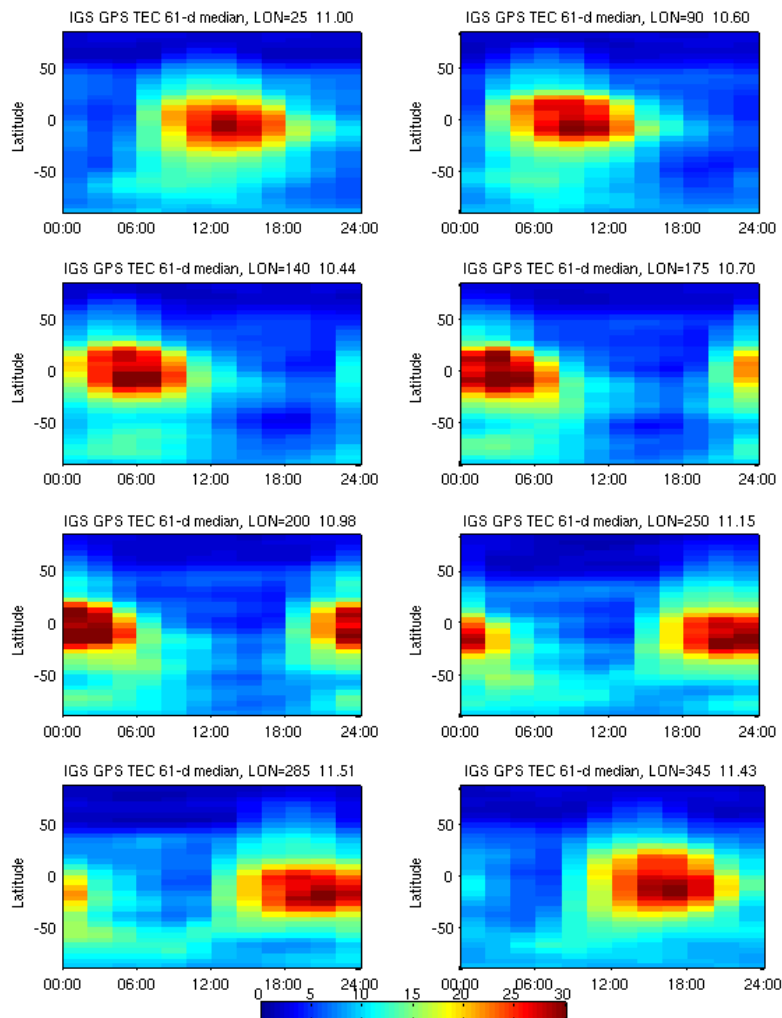 IGS GPS TEC 61-d median, LON=25 11.00
IGS GPS TEC 61-d median, LON=90 10.60
50
0
-50
Latitude
00:00 06:00 12:00 18:00 24:00
50
0
-50
Latitude
00:00 06:00 12:00 18:00 24:00
IGS GPS TEC 61-d median, LON=140 10.44
IGS GPS TEC 61-d median, LON=175 10.70
50
0
-50
Latitude
00:00 06:00 12:00 18:00 24:00
50
0
-50
Latitude
00:00 06:00 12:00 18:00 24:00
IGS GPS TEC 61-d median, LON=200 10.98
IGS GPS TEC 61-d median, LON=250 11.15
50
0
-50
Latitude
00:00 06:00 12:00 18:00 24:00
50
0
-50
Latitude
00:00 06:00 12:00 18:00 24:00
IGS GPS TEC 61-d median, LON=285 11.51
IGS GPS TEC 61-d median, LON=345 11.43
50
0
-50
Latitude
00:00 06:00 12:00 18:00 24:00
50
0
-50
Latitude
00:00 06:00 12:00 18:00 24:00
0 5 10 15 20 25 30